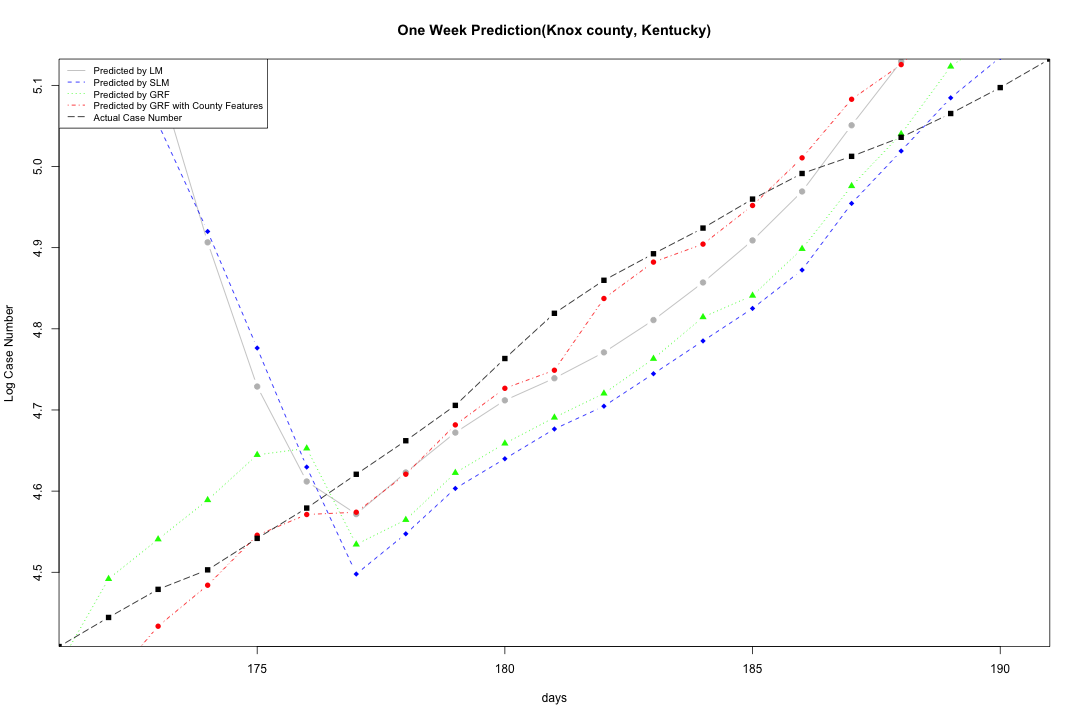 One Week Prediction(Knox county, Kentucky)
Predicted by LM
Predicted by SLM
Predicted by GRF
Predicted by GRF with County Features
Actual Case Number
5.1
5.0
4.9
4.8
4.7
4.6
4.5
Log Case Number
175 180 185 190
days